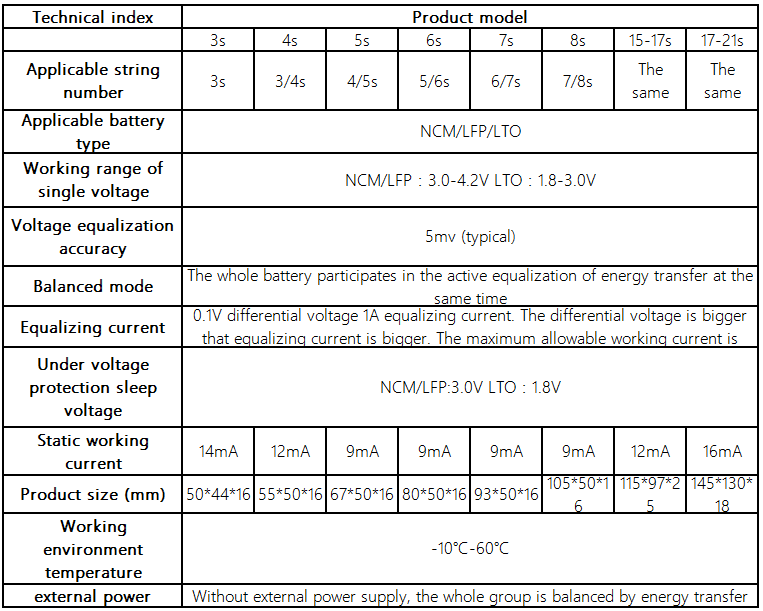 Technical index Product model
3s 4s 5s 6s 7s 8s 15-17s 17-21s
Applicable string
number
3s 3/4s 4/5s 5/6s 6/7s 7/8s The
same The
same
Applicable battery
type
NCM/LFP/LTO
Working range of
single voltage
NCM/LFP : 3.0-4.2V LTO : 1.8-3.0V
Voltage equalization
accuracy
5mv (typical)
Balanced mode
The whole battery participates in the active equalization of energy transfer at the
same time
Equalizing current
0.1V differential voltage 1A equalizing current. The differential voltage is bigger
that equalizing current is bigger. The maximum allowable working current is
Under voltage
protection sleep
voltage
NCM/LFP:3.0V LTO : 1.8V
Static working
current
14mA 12mA 9mA 9mA 9mA 9mA 12mA 16mA
Product size (mm)
50*44*16 55*50*16 67*50*16 80*50*16 93*50*16 105*50*1
6 115*97*2
5 145*130*
18
Working
environment
temperature
-10℃-60℃
external power Without external power supply, the whole group is balanced by energy transfer